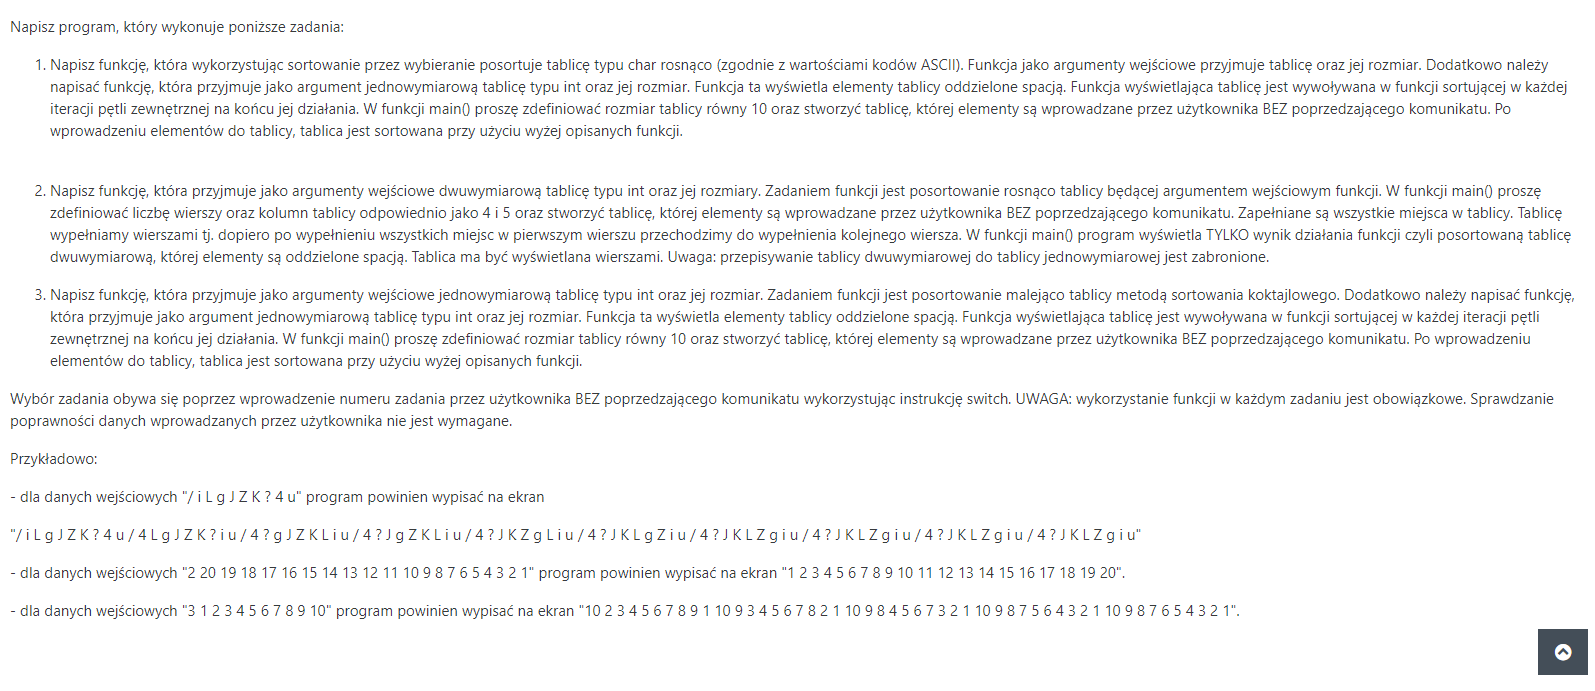 Napisz program, który wykonuje poniższe zadania:
1. Napisz funkcję, która wykorzystując sortowanie przez wybieranie posortuje tablicę typu char rosnąco (zgodnie z wartościami kodów ASCII). Funkcja jako argumenty wejściowe przyjmuje tablicę oraz jej rozmiar. Dodatkowo należy
napisać funkcję, która przyjmuje jako argument jednowymiarową tablicę typu int oraz jej rozmiar. Funkcja ta wyświetla elementy tablicy oddzielone spacją. Funkcja wyświetlająca tablicę jest wywoływana w funkcji sortującej w każdej
iteracji pętli zewnętrznej na końcu jej działania. W funkcji main() proszę zdefiniować rozmiar tablicy równy 10 oraz stworzyć tablicę, której elementy są wprowadzane przez użytkownika BEZ poprzedzającego komunikatu. Po
wprowadzeniu elementów do tablicy, tablica jest sortowana przy użyciu wyżej opisanych funkcji.
2. Napisz funkcję, która przyjmuje jako argumenty wejściowe dwuwymiarową tablicę typu int oraz jej rozmiary. Zadaniem funkcji jest posortowanie rosnąco tablicy będącej argumentem wejściowym funkcji. W funkcji main() proszę
zdefiniować liczbę wierszy oraz kolumn tablicy odpowiednio jako 4 i 5 oraz stworzyć tablicę, której elementy są wprowadzane przez użytkownika BEZ poprzedzającego komunikatu. Zapełniane są wszystkie miejsca w tablicy. Tablicę
wypełniamy wierszami tj. dopiero po wypełnieniu wszystkich miejsc w pierwszym wierszu przechodzimy do wypełnienia kolejnego wiersza. W funkcji main() program wyświetla TYLKO wynik działania funkcji czyli posortowaną tablicę
dwuwymiarową, której elementy są oddzielone spacją. Tablica ma być wyświetlana wierszami. Uwaga: przepisywanie tablicy dwuwymiarowej do tablicy jednowymiarowej jest zabronione.
3. Napisz funkcję, która przyjmuje jako argumenty wejściowe jednowymiarową tablicę typu int oraz jej rozmiar. Zadaniem funkcji jest posortowanie malejąco tablicy metodą sortowania koktajlowego. Dodatkowo należy napisać funkcję,
która przyjmuje jako argument jednowymiarową tablicę typu int oraz jej rozmiar. Funkcja ta wyświetla elementy tablicy oddzielone spacją. Funkcja wyświetlająca tablicę jest wywoływana w funkcji sortującej w każdej iteracji pętli
zewnętrznej na końcu jej działania. W funkcji main() proszę zdefiniować rozmiar tablicy równy 10 oraz stworzyć tablicę, której elementy są wprowadzane przez użytkownika BEZ poprzedzającego komunikatu. Po wprowadzeniu
elementów do tablicy, tablica jest sortowana przy użyciu wyżej opisanych funkcji.
Wybór zadania obywa się poprzez wprowadzenie numeru zadania przez użytkownika BEZ poprzedzającego komunikatu wykorzystując instrukcję switch. UWAGA: wykorzystanie funkcji w każdym zadaniu jest obowiązkowe. Sprawdzanie
poprawności danych wprowadzanych przez użytkownika nie jest wymagane.
Przykładowo:
- dla danych wejściowych "/ i L g J Z K ? 4 u" program powinien wypisać na ekran
"/ i L g J Z K ? 4 u / 4 L g J Z K ? i u / 4 ? g J Z K L i u / 4 ? J g Z K L i u / 4 ? J K Z g L i u / 4 ? J K L g Z i u / 4 ? J K L Z g i u / 4 ? J K L Z g i u / 4 ? J K L Z g i u / 4 ? J K L Z g i u"
- dla danych wejściowych "2 20 19 18 17 16 15 14 13 12 11 10 9 8 7 6 5 4 3 2 1" program powinien wypisać na ekran "1 2 3 4 5 6 7 8 9 10 11 12 13 14 15 16 17 18 19 20".
- dla danych wejściowych "3 1 2 3 4 5 6 7 8 9 10" program powinien wypisać na ekran "10 2 3 4 5 6 7 8 9 1 10 9 3 4 5 6 7 8 2 1 10 9 8 4 5 6 7 3 2 1 10 9 8 7 5 6 4 3 2 1 10 9 8 7 6 5 4 3 2 1".